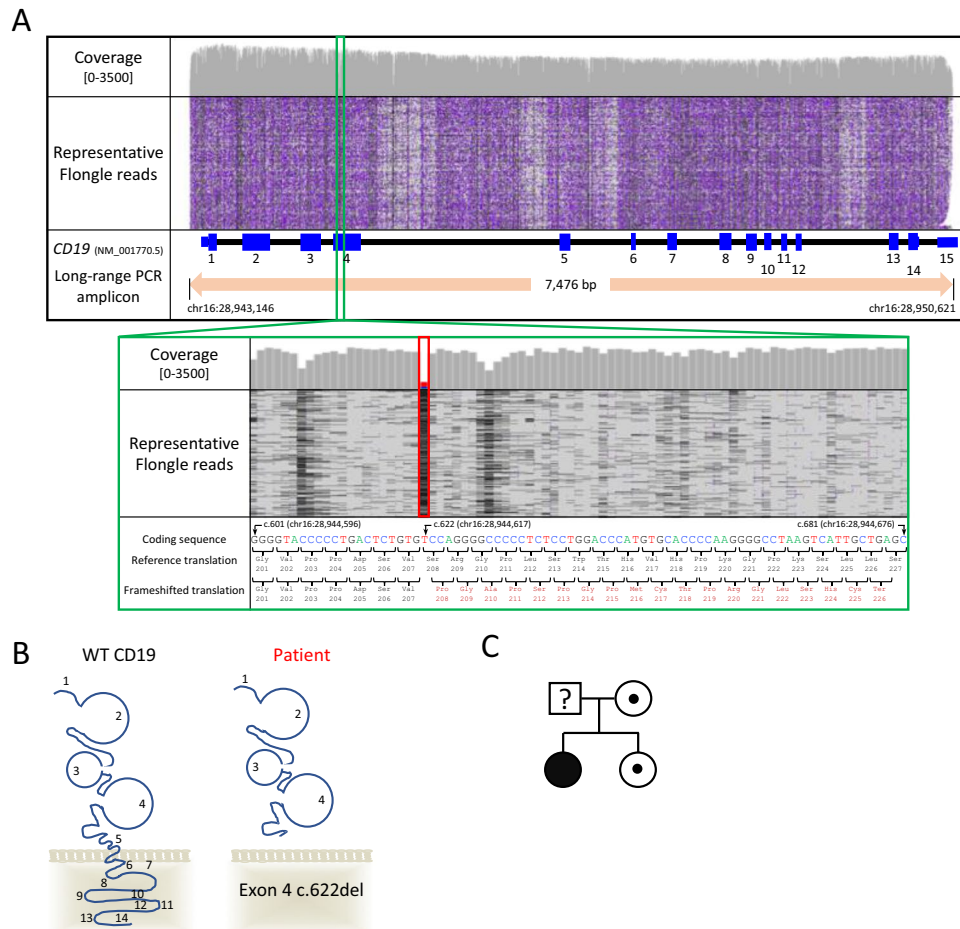 A
Coverage
[0-3500]
Representative
Flongle reads
CD19 (NM_001770.5)
1 2 3 4 5 6 7 8 9 10 11 12 13 14 15
Long-range PCR
amplicon
7,476 bp
chr16:28,943,146
chr16:28,950,621
Coverage
[0-3500]
Representative
Flongle reads
c.601 (chr16:28,944,596) c.622 (chr16:28,944,617) c.681 (chr16:28,944,676)
Coding sequence GGGGTACCCCCTGACTCTGTGTCCAGGGGCCCCCTCTCCTGGACCCATGTGCACCCCAAGGGGCCTAAGTCATTGCTGAGC
Reference translation Gly Val Pro Pro Asp Ser Val Ser Arg Gly Pro Leu Ser Trp Thr His Val His Pro Lys Gly Pro Lys Ser Leu Leu Ser
201 202 203 204 205 206 207 208 209 210 211 212 213 214 215 216 217 218 219 220 221 222 223 224 225 226 227
Frameshifted translation Gly Val Pro Pro Asp Ser Val Pro Gly Ala Pro Ser Pro Gly Pro Met Cys Thr Pro Arg Gly Leu Ser His Cys Ter
201 202 203 204 205 206 207 208 209 210 211 212 213 214 215 216 217 218 219 220 221 222 223 224 225 226
B
WT CD19
1
2
3
4
5
6 7
8
9 10
12 11
13 14
Patient
1
2
3
4
Exon 4 c.622del
C
?